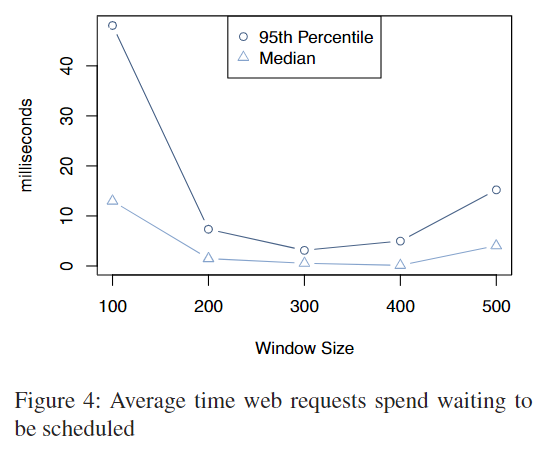 95th Percentile
Median
milliseconds
40
30
20
10
0
100 200 300 400 500
Window Size
Figure 4: Average time web requests spend waiting to
be scheduled